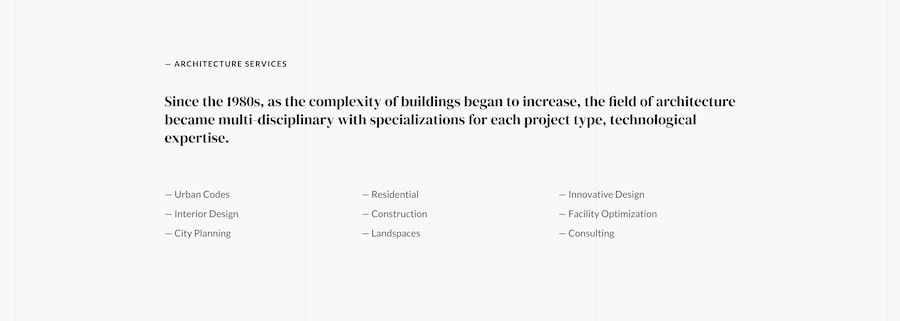 — ARCHITECTURE SERVICES
Since the 1980s, as the complexity of buildings began to increase, the field of architecture
became multi-disciplinary with specializations for each project type, technological
expertise.
— Urban Codes
— Residential
— Innovative Design
— Interior Design
— Construction
— Facility Optimization
— City Planning
— Landspaces
— Consulting